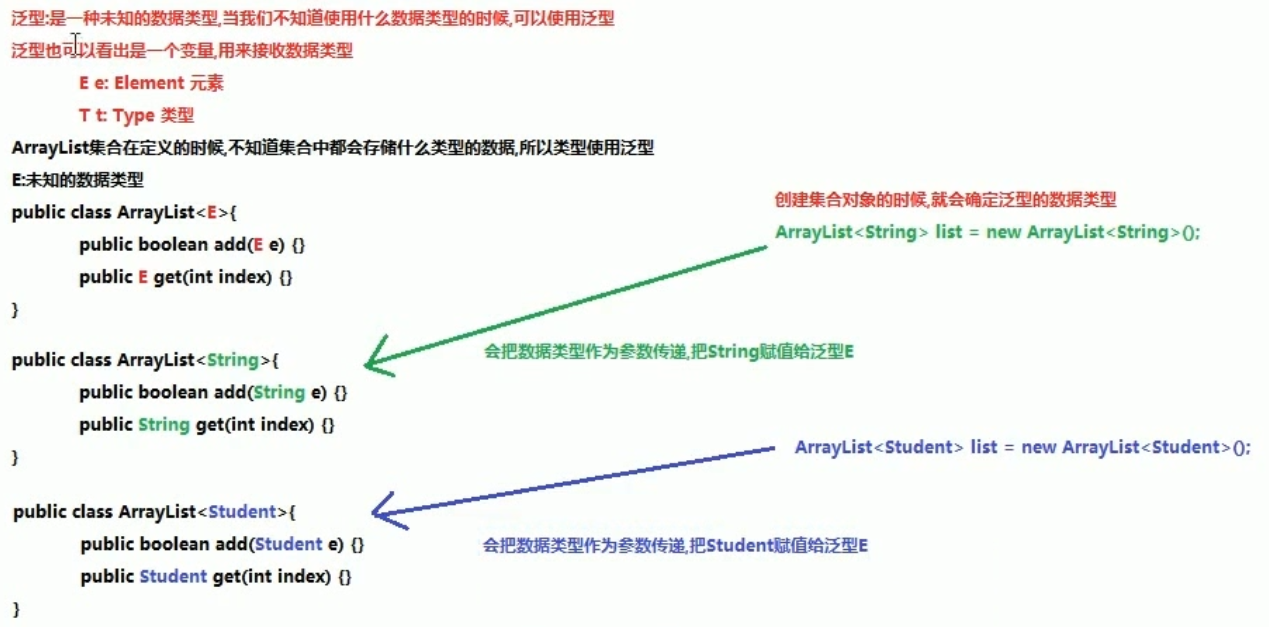 泛型:是一种未知的数据类型,当我们不知道使用什么数据类型的时候,可以使用泛型
泛型也可以看出是一个变量,用来接收数据类型
E e: Element 元素
T t: Type 类型
ArrayList集合在定义的时候,不知道集合中都会存储什么类型的数据,所以类型使用泛型
E:未知的数据类型
public class ArrayList<E>{
public boolean add(E e) {}
public E get(int index) {}
}
创建集合对象的时候,就会确定泛型的数据类型
ArrayList<String> list = new ArrayList<String>();
会把数据类型作为参数传递,把String赋值给泛型E
public class ArrayList<String>{
public boolean add(String e) {}
public String get(int index) {}
}
ArrayList<Student> list = new ArrayList<Student>();
public class ArrayList<Student>{
public boolean add(Student e) {}
会把数据类型作为参数传递,把Student赋值给泛型E
public Student get(int index) {}
}